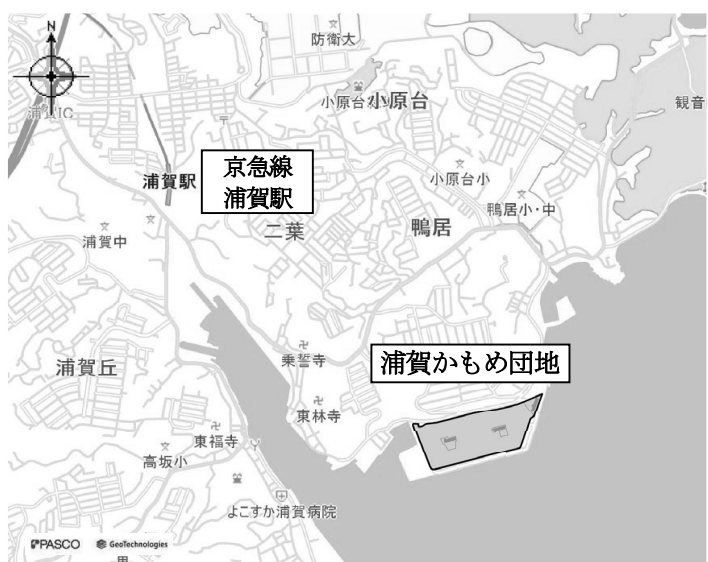 N
防衛大
小原台
観音
浦賀IC
京急線
浦賀駅
浦賀駅
小原台小
鴨居小・中
浦賀中
二葉
鴨居
乗誓寺
浦賀丘
浦賀かもめ団地
東林寺
東福寺
高坂小
よこすか浦賀病院
PASCO
GeoTechnologies